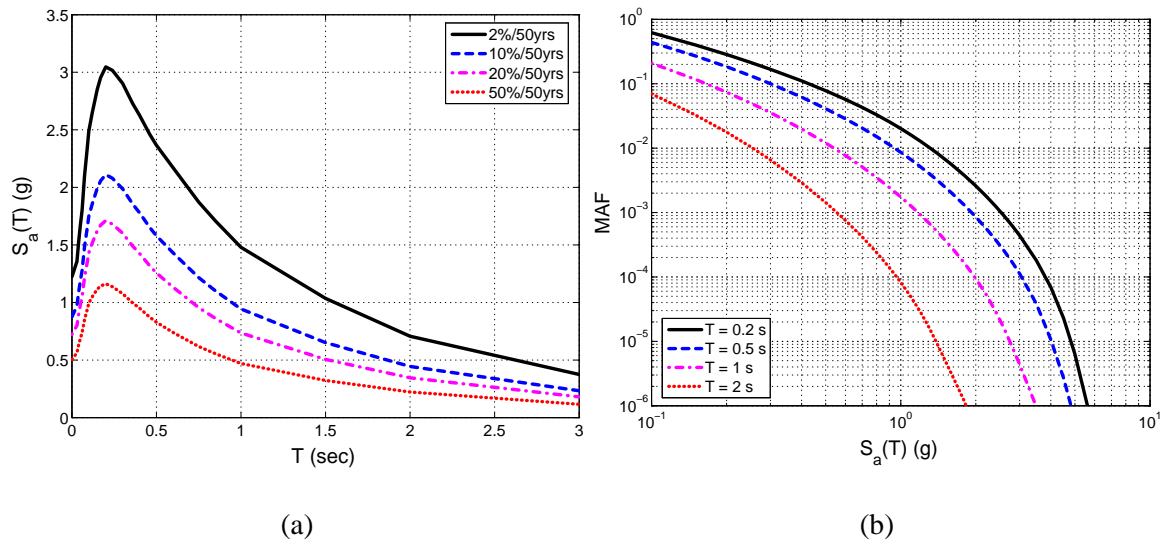 3.5
3
2.5
2
1.5
1
0.5
0
S_a(T) (g)
0 0.5 1 1.5 2 2.5 3
T (sec)
2%/50yrs
10%/50yrs
20%/50yrs
50%/50yrs
(a)
10^0
10^-1
10^-2
10^-3
10^-4
10^-5
10^-6
MAF
10^-1 10^0 10^1
S_a(T) (g)
T = 0.2 s
T = 0.5 s
T = 1 s
T = 2 s
(b)